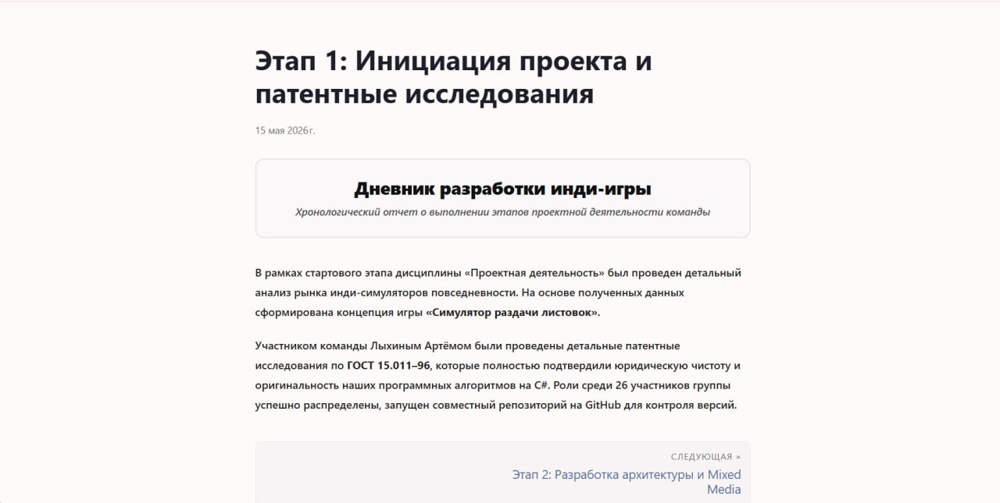 Этап 1: Инициация проекта и
патентные исследования
15 мая 2026 г.
Дневник разработки инди-игры
Хронологический отчет о выполнении этапов проектной деятельности команды
В рамках стартового этапа дисциплины «Проектная деятельность» был проведен детальный
анализ рынка инди-симуляторов повседневности. На основе полученных данных
сформирована концепция игры «Симулятор раздачи листовок».
Участником команды Лыхиным Артёмом были проведены детальные патентные
исследования по ГОСТ 15.011–96, которые полностью подтвердили юридическую чистоту и
оригинальность наших программных алгоритмов на C#. Роли среди 26 участников группы
успешно распределены, запущен совместный репозиторий на GitHub для контроля версий.
СЛЕДУЮЩАЯ »
Этап 2: Разработка архитектуры и Mixed
Media